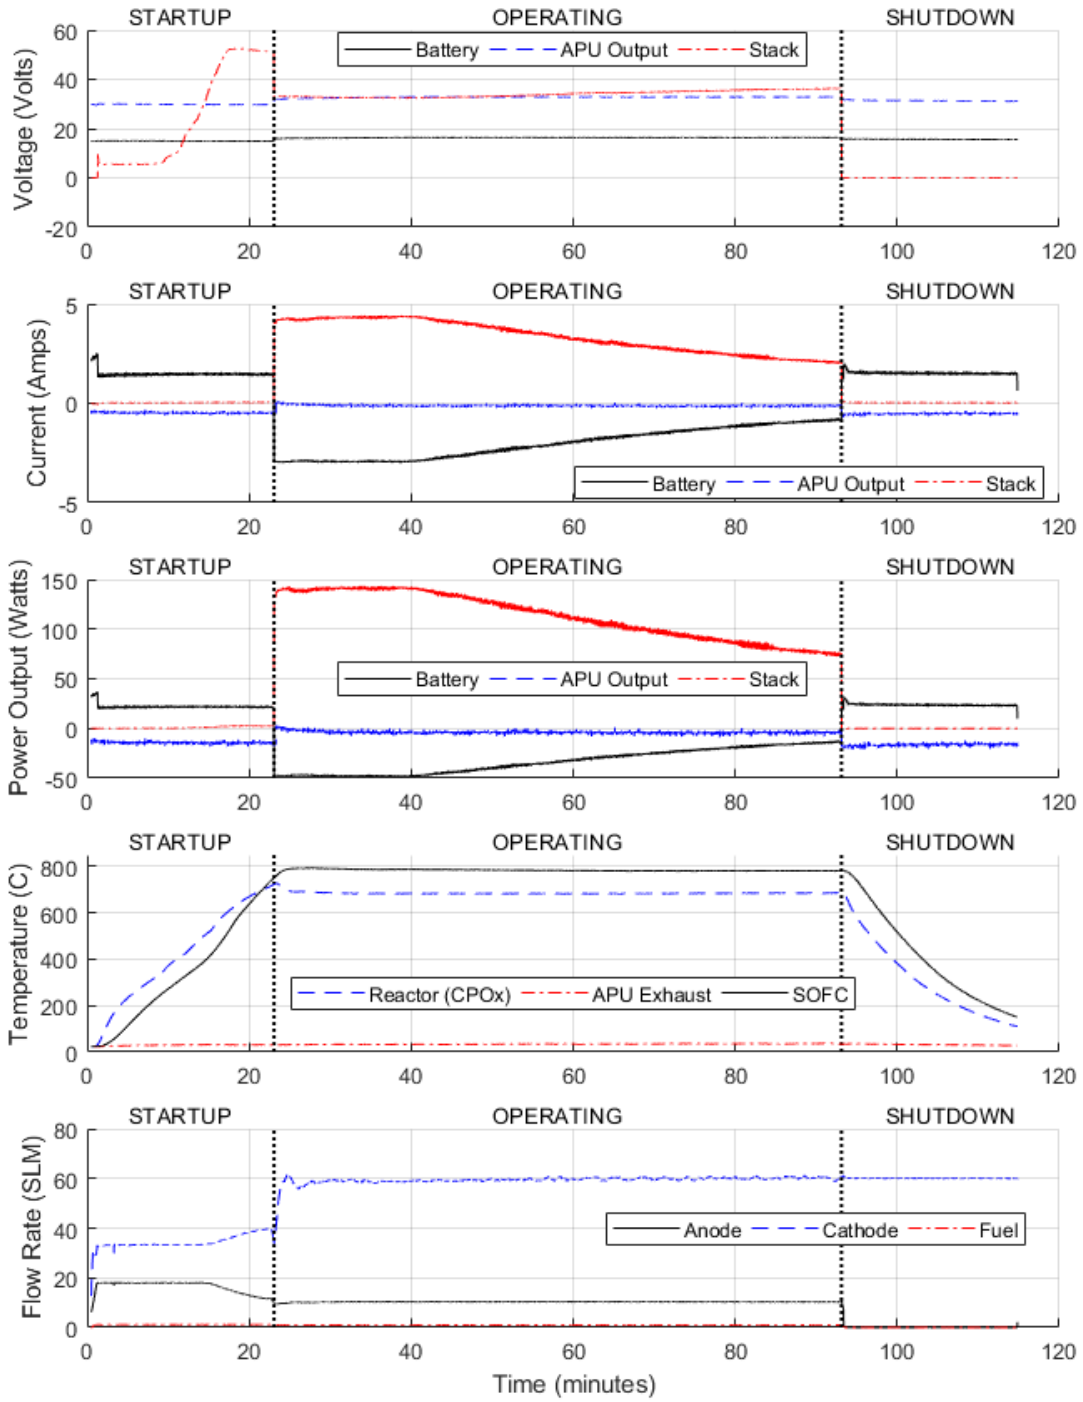 STARTUP OPERATING SHUTDOWN
Voltage (Volts)
60
40
20
0
-20
Battery APU Output Stack
0 20 40 60 80 100 120
STARTUP OPERATING SHUTDOWN
Current (Amps)
5
0
-5
Battery APU Output Stack
0 20 40 60 80 100 120
STARTUP OPERATING SHUTDOWN
Power Output (Watts)
150
100
50
0
-50
Battery APU Output Stack
0 20 40 60 80 100 120
STARTUP OPERATING SHUTDOWN
Temperature (C)
800
600
400
200
0
Reactor (CPOx) APU Exhaust SOFC
0 20 40 60 80 100 120
STARTUP OPERATING SHUTDOWN
Flow Rate (SLM)
80
60
40
20
0
Anode Cathode Fuel
0 20 40 60 80 100 120
Time (minutes)